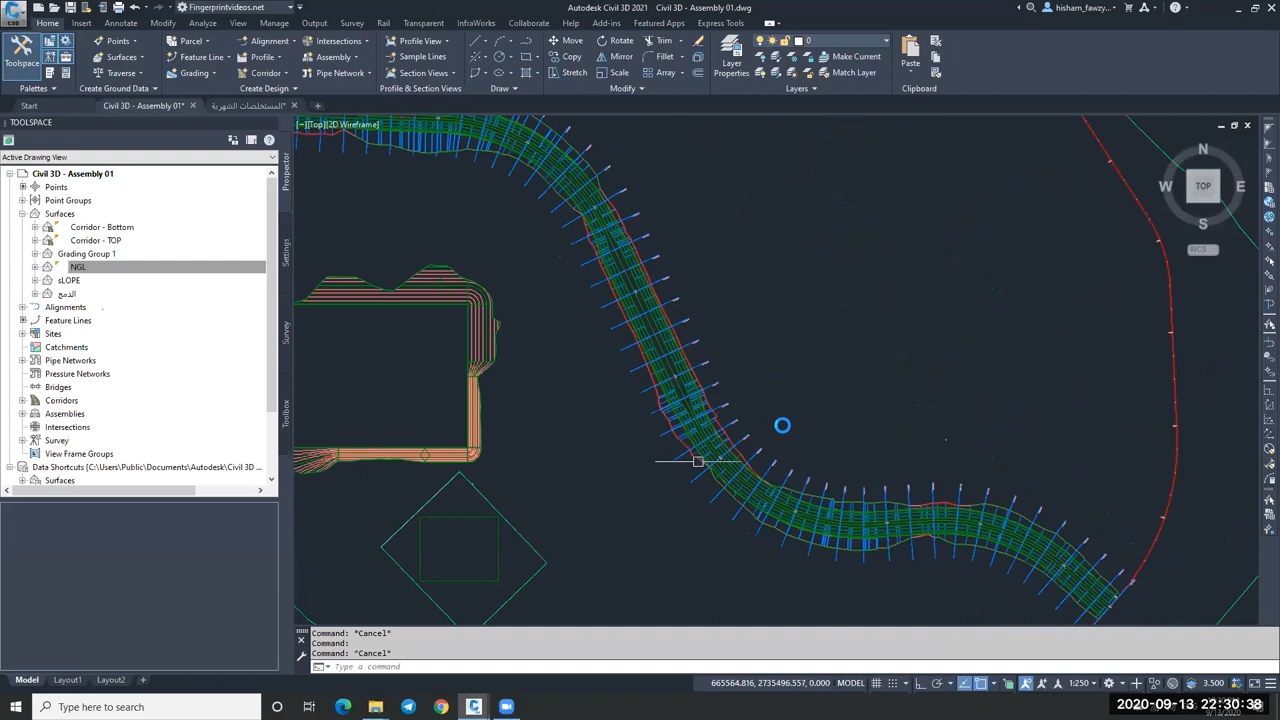 Fingerprintvideos.net
Autodesk Civil 3D 2021 Civil 3D - Assembly 01.dwg
hisham_fawzy...
C3D
Home Insert Annotate Modify Analyze View Manage Output Survey Rail Transparent InfraWorks Collaborate Help Add-ins Featured Apps Express Tools
Toolspace
Points
Surfaces
Traverse
Parcel
Feature Line
Grading
Alignment
Profile
Corridor
Intersections
Assembly
Pipe Network
Profile View
Sample Lines
Section Views
Move Rotate Trim
Copy Mirror Fillet
Stretch Scale Array
Layer
Properties
0
Make Current
Match Layer
Paste
Palettes Create Ground Data Create Design Profile & Section Views Draw Modify Layers Clipboard
Start Civil 3D - Assembly 01* المستخلصات الشهرية*
TOOLSPACE
Active Drawing View
Civil 3D - Assembly 01
Points
Point Groups
Surfaces
Corridor - Bottom
Corridor - TOP
Grading Group 1
NGL
sLOPE
الدمج
Alignments
Feature Lines
Sites
Catchments
Pipe Networks
Pressure Networks
Bridges
Corridors
Assemblies
Intersections
Survey
View Frame Groups
Data Shortcuts [C:\Users\Public\Documents\Autodesk\Civil 3D ...
Surfaces
Prospector
Settings
Survey
Toolbox
[−][Top][2D Wireframe]
N
W TOP E
S
WCS
Command: *Cancel*
Command:
Command: *Cancel*
Type a command
Model Layout1 Layout2
665564.816, 2735496.557, 0.000 MODEL 1:250 3.500
Type here to search
2020-09-13 22:30:38